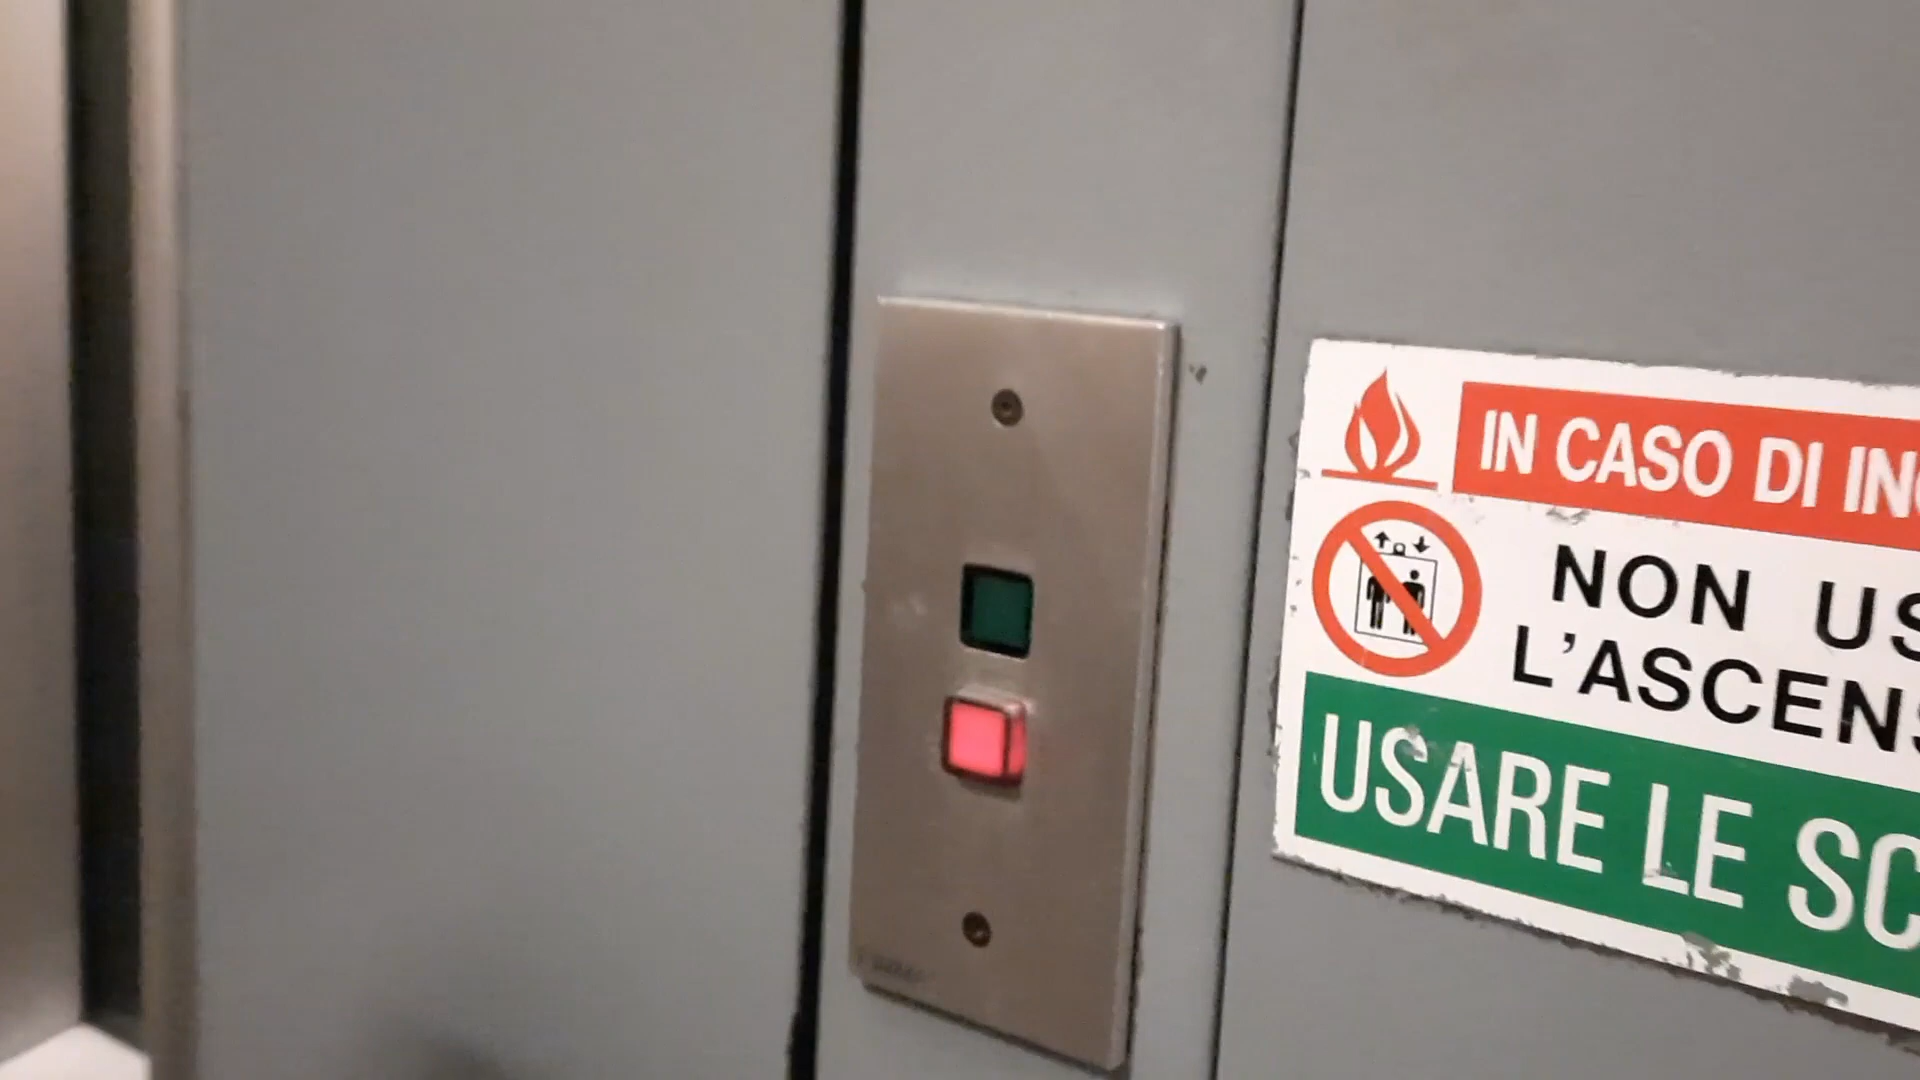 IN CASO DI IN
NON US
L'ASCENS
USARE LE SC